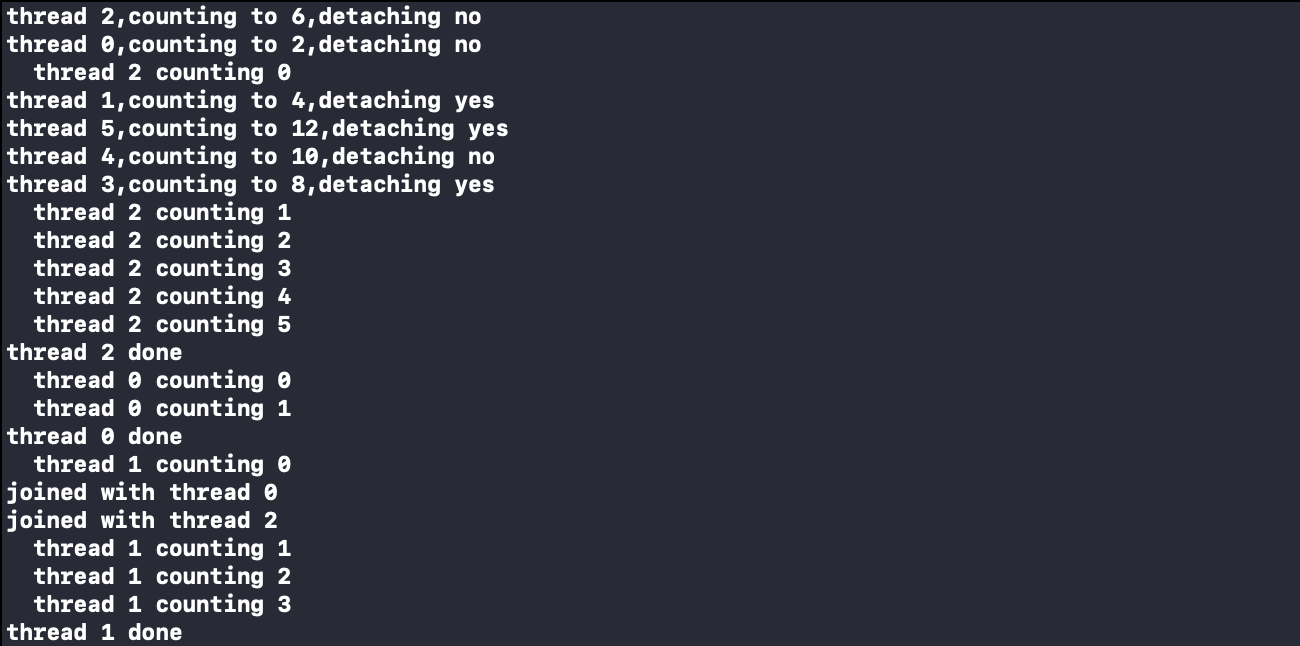 thread 2,counting to 6,detaching no
thread 0,counting to 2,detaching no
  thread 2 counting 0
thread 1,counting to 4,detaching yes
thread 5,counting to 12,detaching yes
thread 4,counting to 10,detaching no
thread 3,counting to 8,detaching yes
  thread 2 counting 1
  thread 2 counting 2
  thread 2 counting 3
  thread 2 counting 4
  thread 2 counting 5
thread 2 done
  thread 0 counting 0
  thread 0 counting 1
thread 0 done
  thread 1 counting 0
joined with thread 0
joined with thread 2
  thread 1 counting 1
  thread 1 counting 2
  thread 1 counting 3
thread 1 done